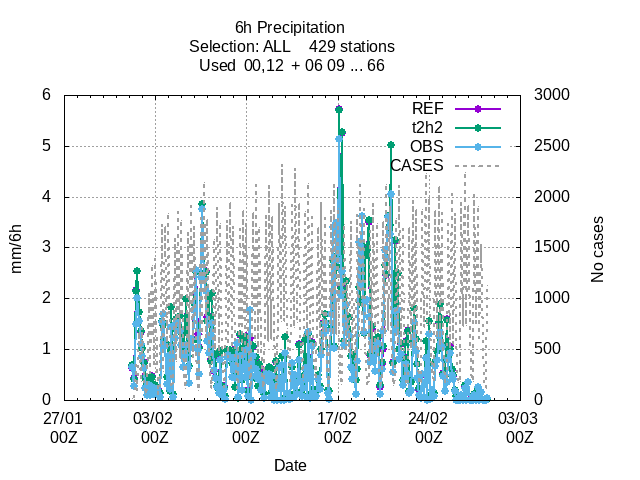 6h Precipitation
Selection: ALL 429 stations
Used 00,12 + 06 09 ... 66
6 3000
REF
t2h2
5 2500
OBS
CASES
4 2000
3 1500
2 1000
1 500
0 0
mm/6h
No cases
27/01 03/02 10/02 17/02 24/02 03/03
00Z 00Z 00Z 00Z 00Z 00Z
Date